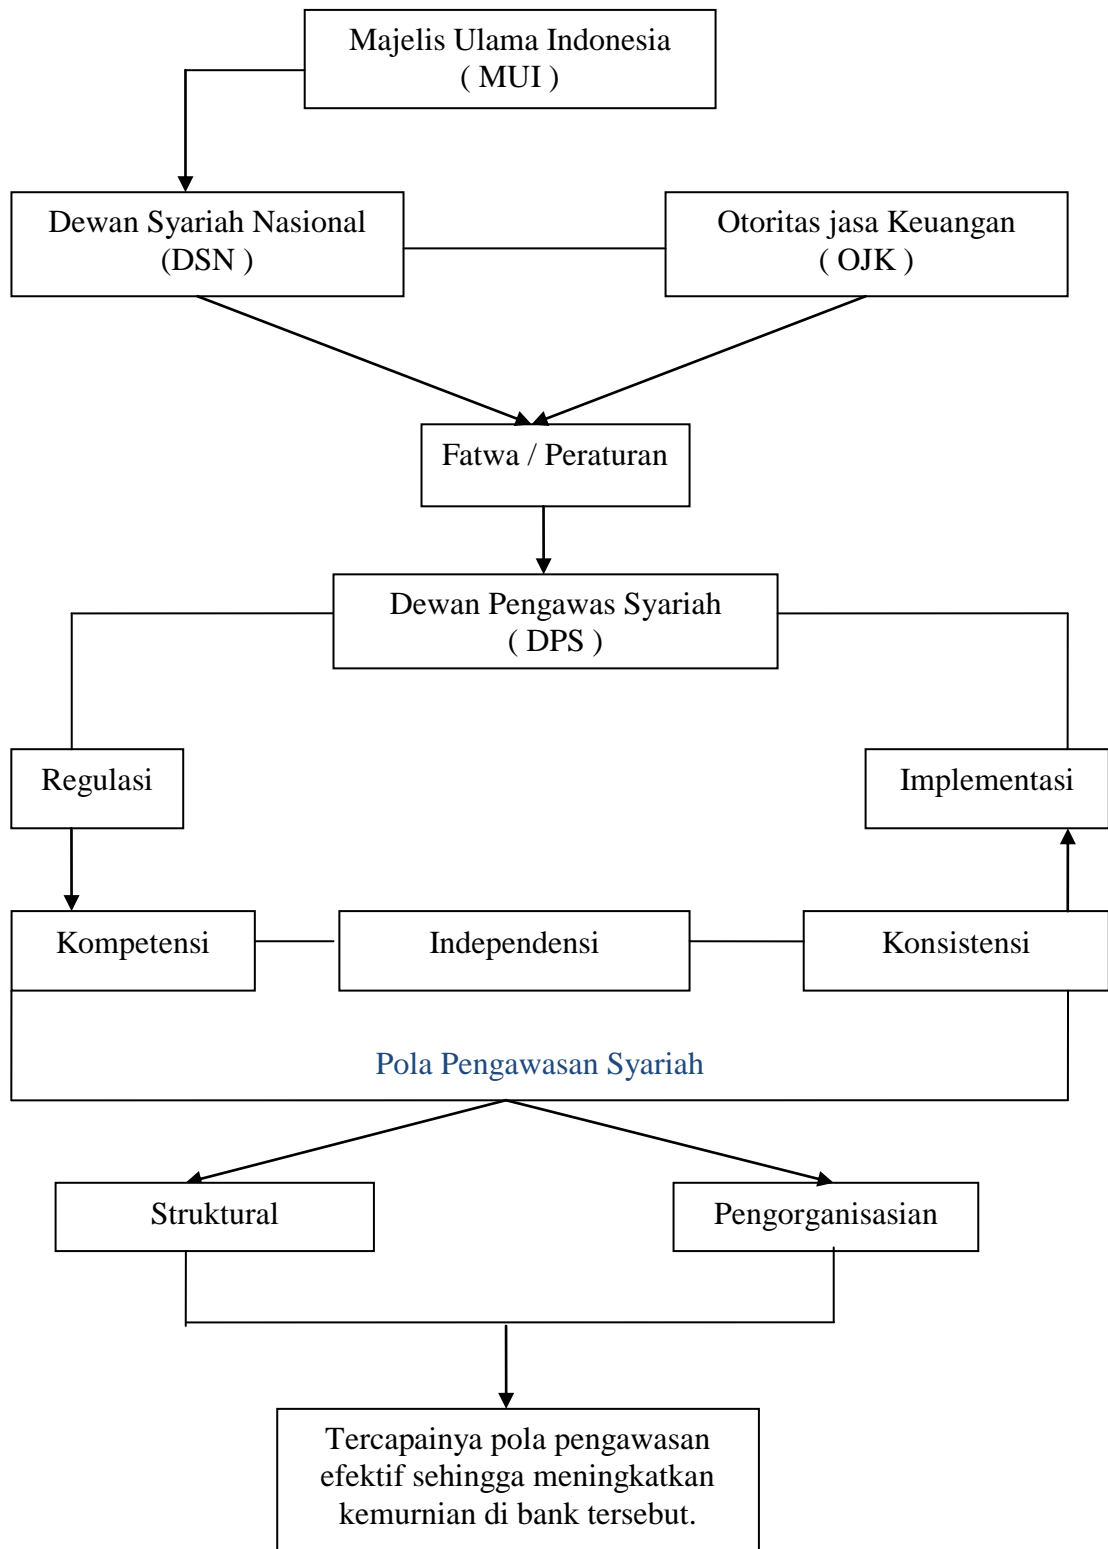 Majelis Ulama Indonesia
( MUI )
Dewan Syariah Nasional
(DSN )
Otoritas jasa Keuangan
( OJK )
Fatwa / Peraturan
Dewan Pengawas Syariah
( DPS )
Regulasi
Implementasi
Kompetensi
Independensi
Konsistensi
Pola Pengawasan Syariah
Struktural
Pengorganisasian
Tercapainya pola pengawasan
efektif sehingga meningkatkan
kemurnian di bank tersebut.